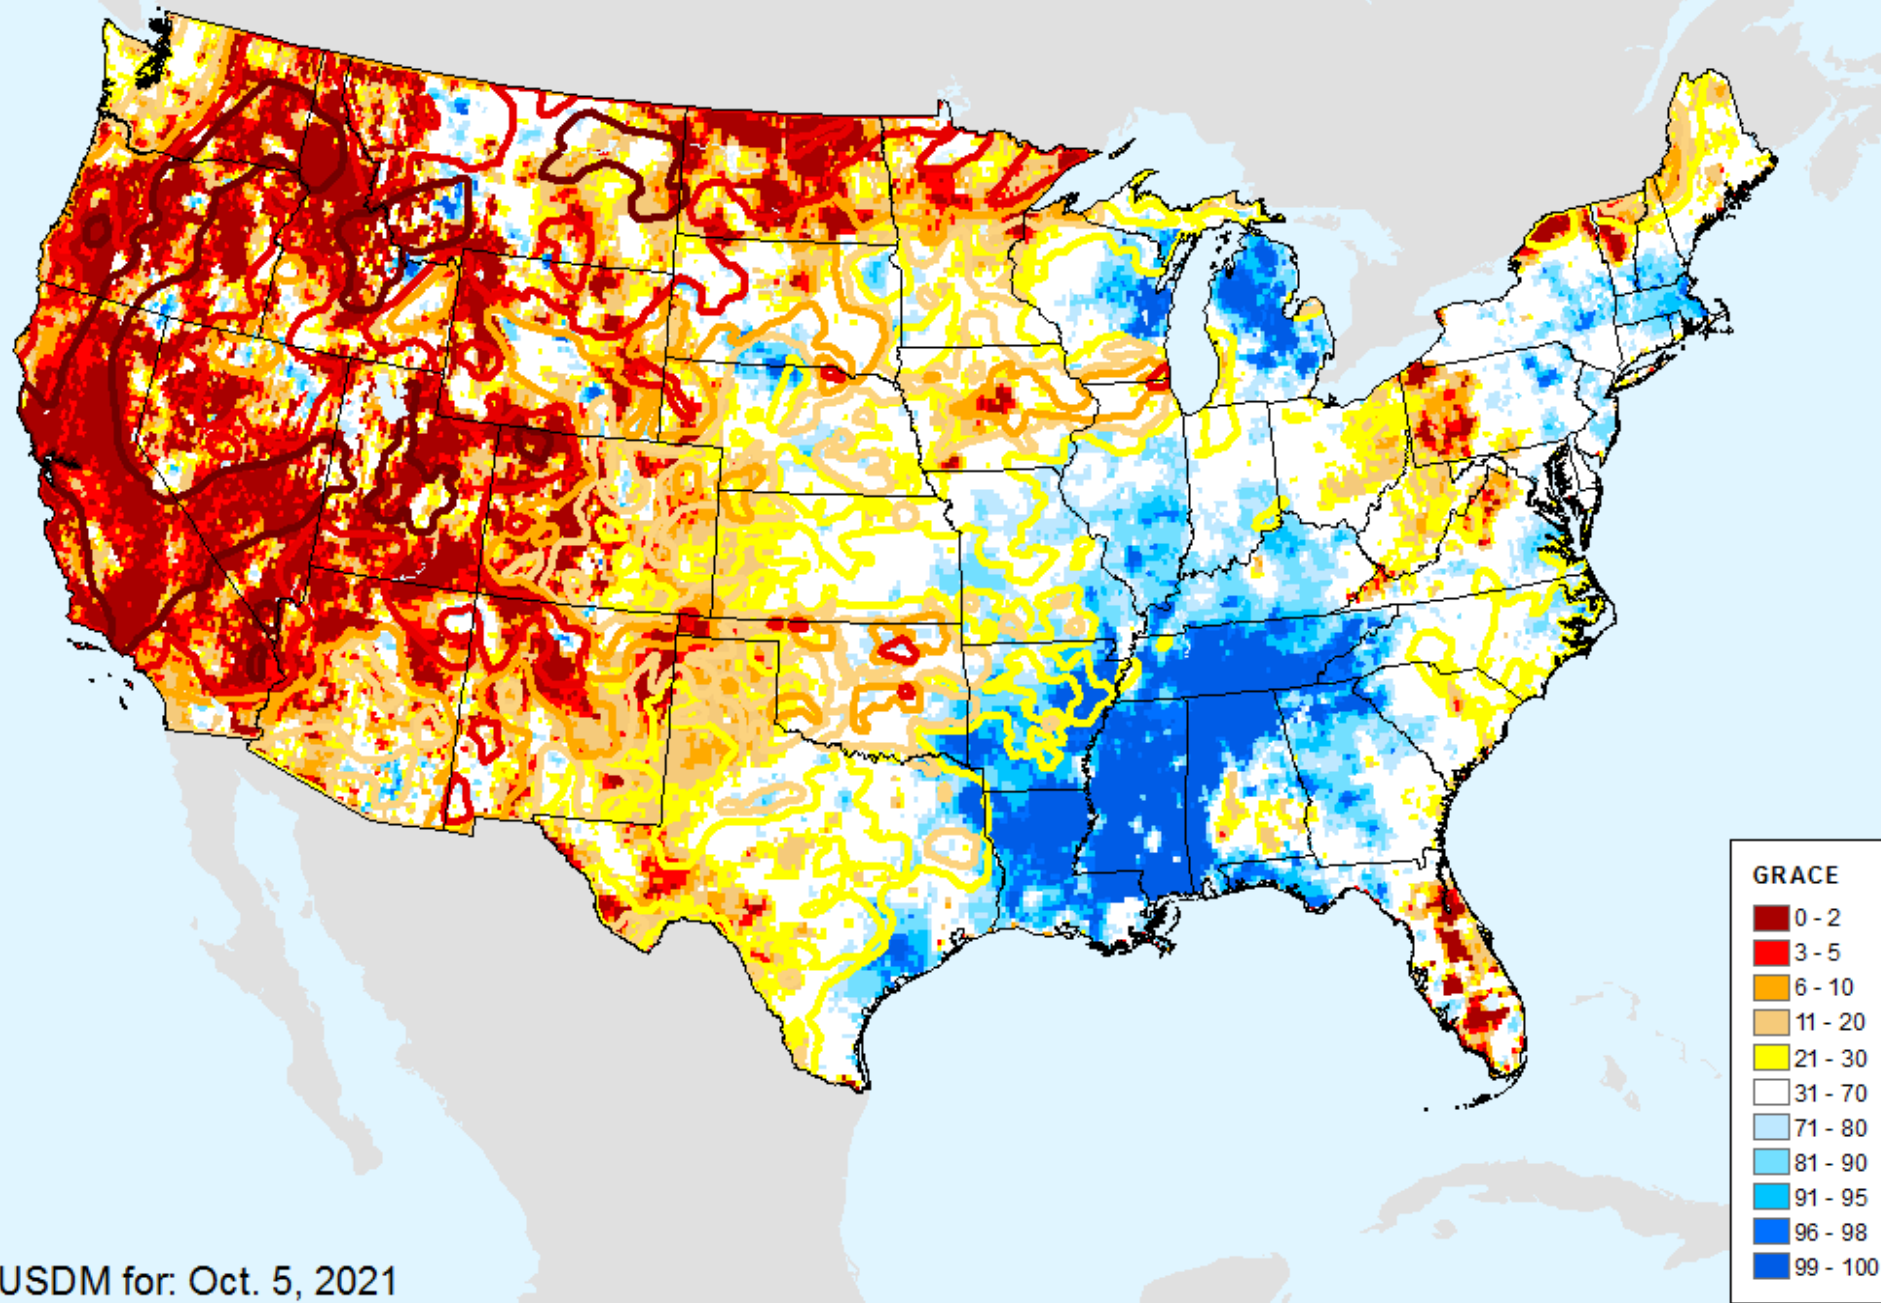 GRACE
0 - 2
3 - 5
6 - 10
11 - 20
21 - 30
31 - 70
71 - 80
81 - 90
91 - 95
96 - 98
99 - 100
USDM for: Oct. 5, 2021